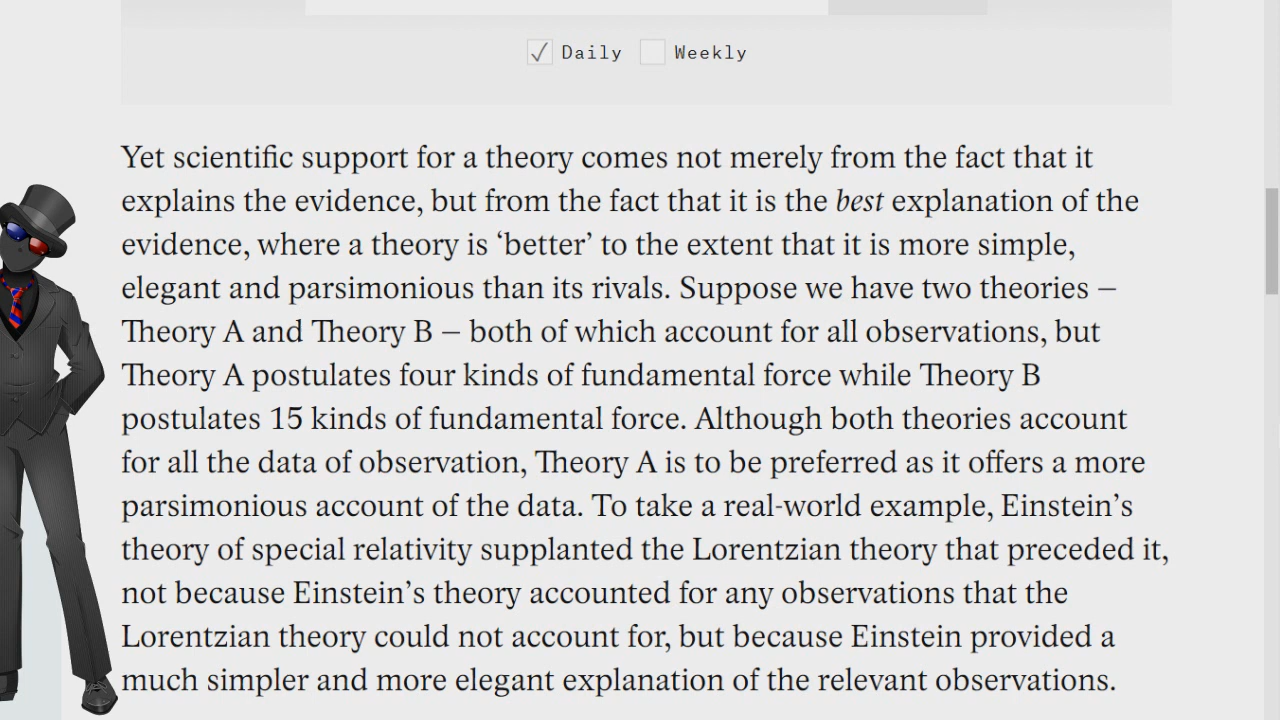 Daily Weekly
Yet scientific support for a theory comes not merely from the fact that it
explains the evidence, but from the fact that it is the best explanation of the
evidence, where a theory is ‘better’ to the extent that it is more simple,
elegant and parsimonious than its rivals. Suppose we have two theories –
Theory A and Theory B – both of which account for all observations, but
Theory A postulates four kinds of fundamental force while Theory B
postulates 15 kinds of fundamental force. Although both theories account
for all the data of observation, Theory A is to be preferred as it offers a more
parsimonious account of the data. To take a real-world example, Einstein’s
theory of special relativity supplanted the Lorentzian theory that preceded it,
not because Einstein’s theory accounted for any observations that the
Lorentzian theory could not account for, but because Einstein provided a
much simpler and more elegant explanation of the relevant observations.